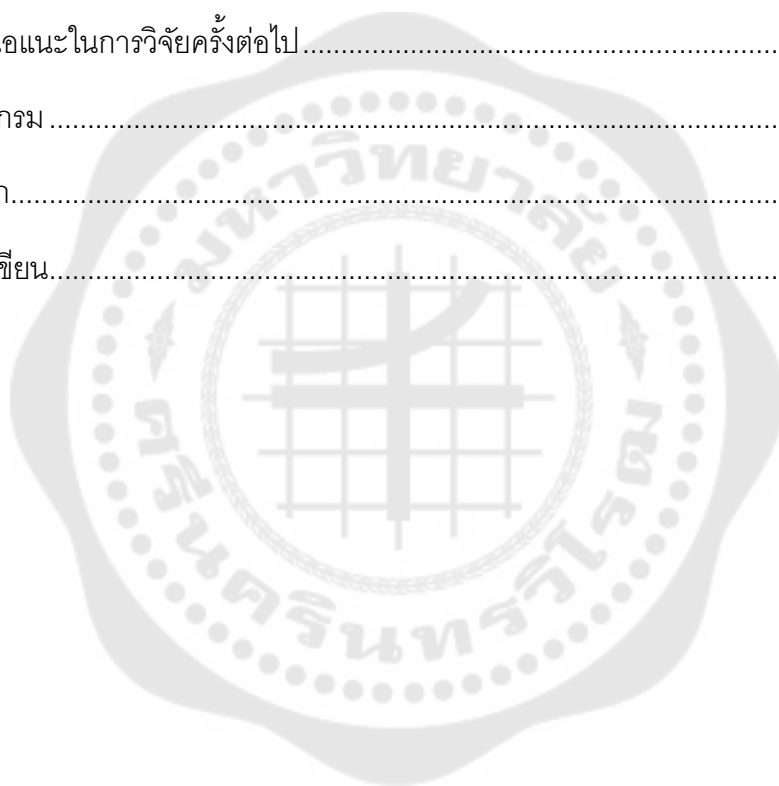 อแนะในการวิจัยครั้งต่อไป................................................................
กรม................................................................................................
ก....................................................................................................
ขียน................................................................................................
มหาวิทยาลัย
ศรีนครินทรวิโรฒ